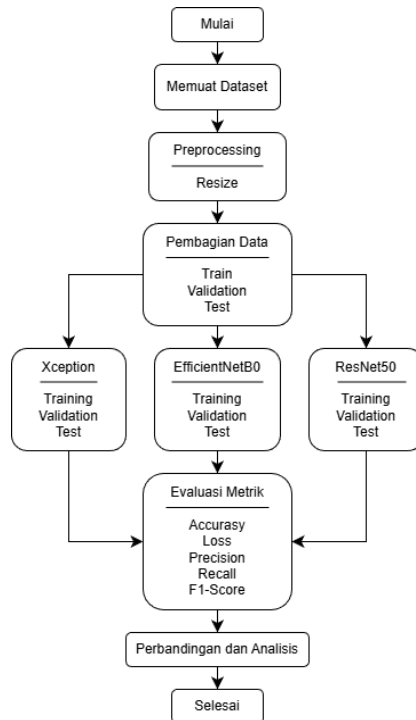 Mulai
Memuat Dataset
Preprocessing
Resize
Pembagian Data
Train
Validation
Test
Xception
Training
Validation
Test
EfficientNetB0
Training
Validation
Test
ResNet50
Training
Validation
Test
Evaluasi Metrik
Accurasy
Loss
Precision
Recall
F1-Score
Perbandingan dan Analisis
Selesai